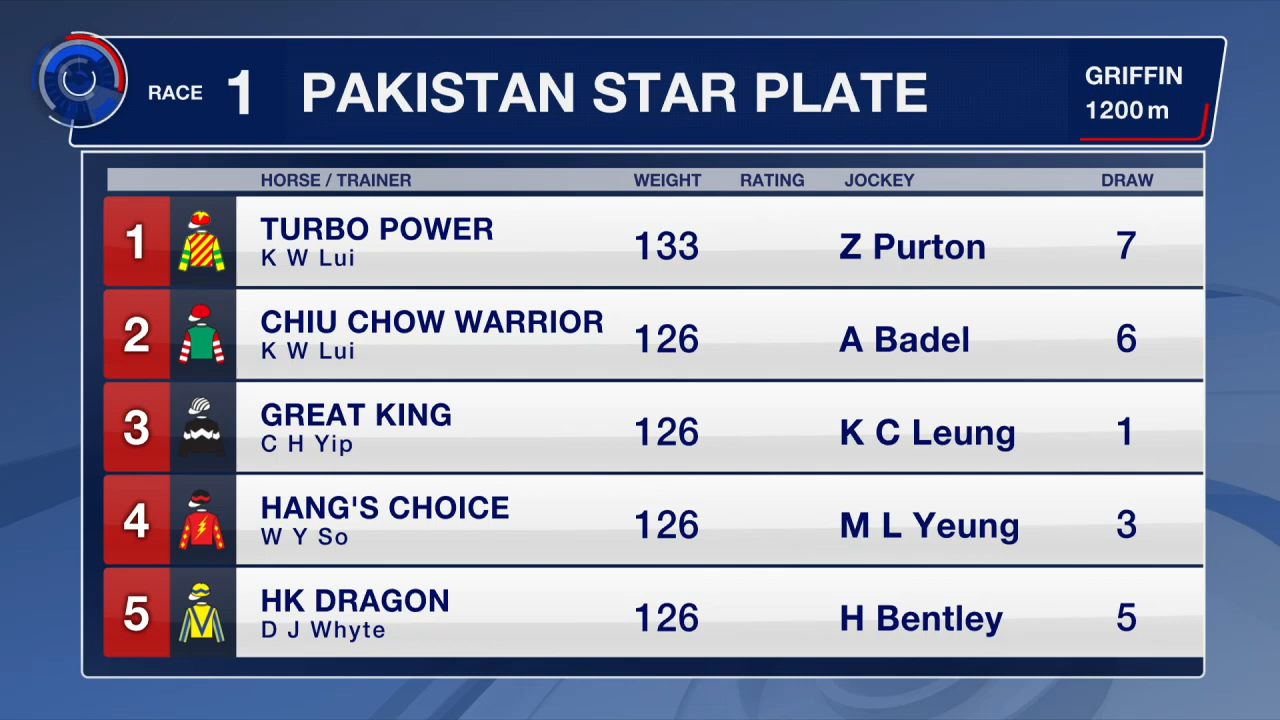 RACE 1 PAKISTAN STAR PLATE GRIFFIN
1200 m
HORSE / TRAINER WEIGHT RATING JOCKEY DRAW
1 TURBO POWER 133 Z Purton 7
K W Lui
2 CHIU CHOW WARRIOR 126 A Badel 6
K W Lui
3 GREAT KING 126 K C Leung 1
C H Yip
4 HANG'S CHOICE 126 M L Yeung 3
W Y So
5 HK DRAGON 126 H Bentley 5
D J Whyte